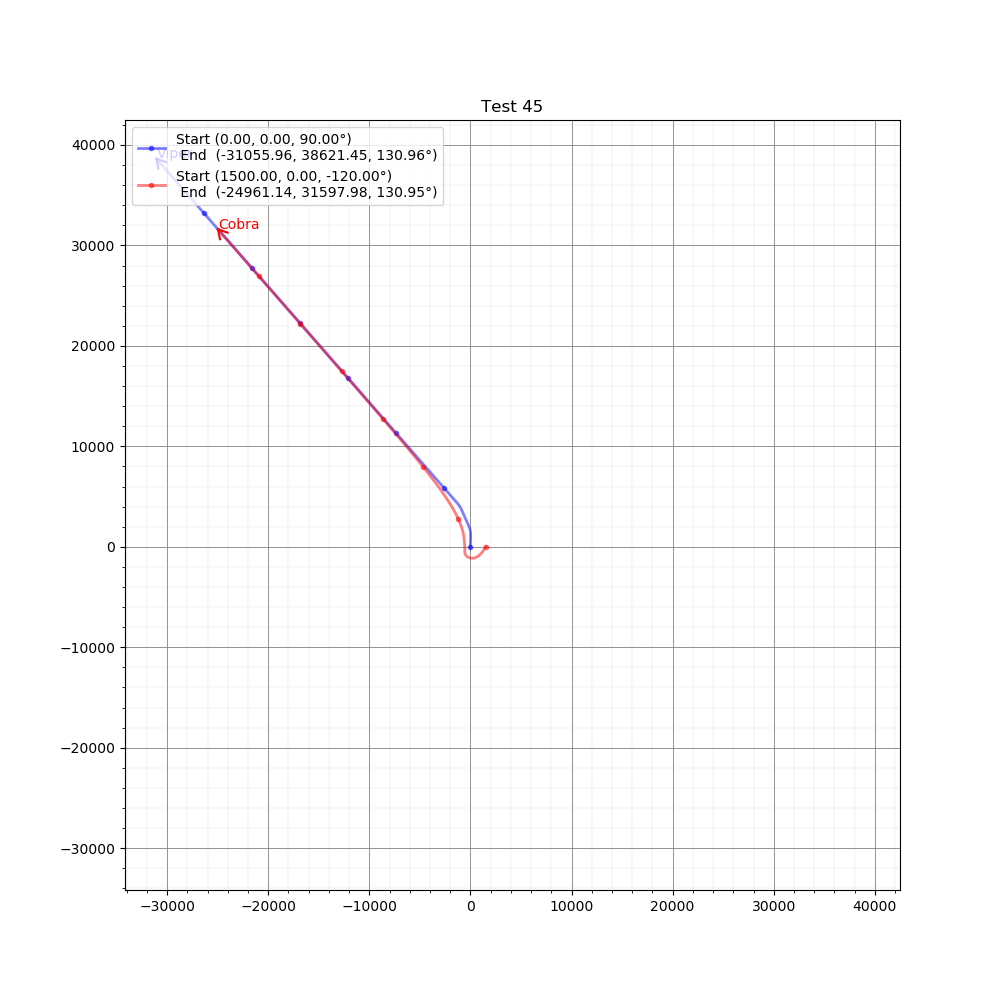 Test 45
Start (0.00, 0.00, 90.00°)
End (-31055.96, 38621.45, 130.96°)
Start (1500.00, 0.00, -120.00°)
End (-24961.14, 31597.98, 130.95°)
Viper
Cobra
40000
30000
20000
10000
0
−10000
−20000
−30000
−30000 −20000 −10000 0 10000 20000 30000 40000